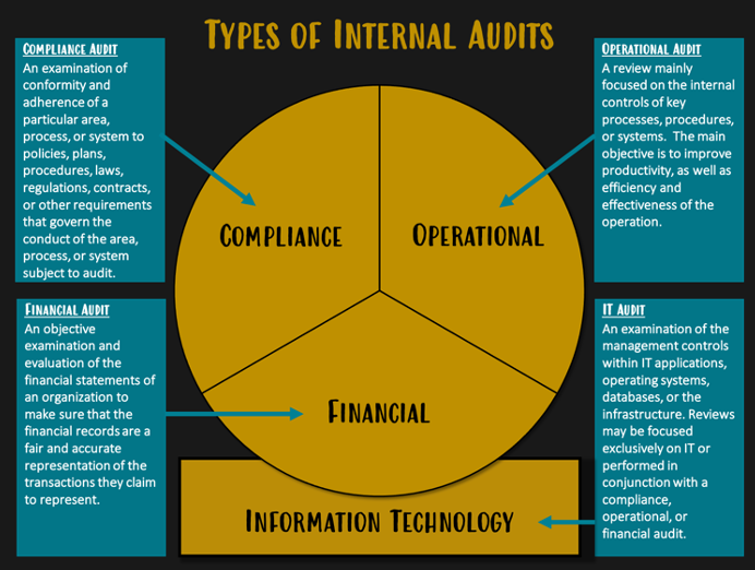 TYPES OF INTERNAL AUDITS
COMPLIANCE AUDIT
An examination of
conformity and
adherence of a
particular area,
process, or system to
policies, plans,
procedures, laws,
regulations, contracts,
or other requirements
that govern the
conduct of the area,
process, or system
subject to audit.
OPERATIONAL AUDIT
A review mainly
focused on the internal
controls of key
processes, procedures,
or systems. The main
objective is to improve
productivity, as well as
efficiency and
effectiveness of the
operation.
COMPLIANCE
OPERATIONAL
FINANCIAL AUDIT
An objective
examination and
evaluation of the
financial statements of
an organization to
make sure that the
financial records are a
fair and accurate
representation of the
transactions they claim
to represent.
FINANCIAL
IT AUDIT
An examination of the
management controls
within IT applications,
operating systems,
databases, or the
infrastructure. Reviews
may be focused
exclusively on IT or
performed in
conjunction with a
compliance,
operational, or
financial audit.
INFORMATION TECHNOLOGY